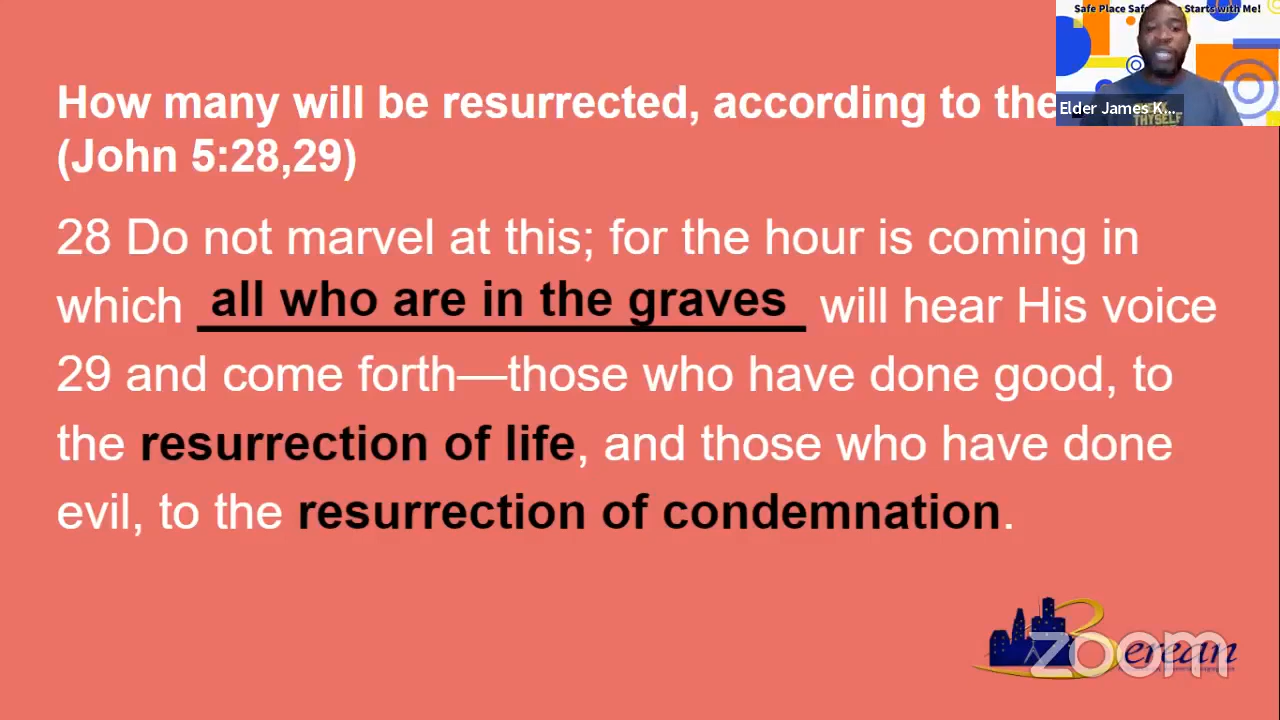 Safe Place Saf Starts with Me!
How many will be resurrected, according to the
Elder James K...
THYSELF
(John 5:28,29)
28 Do not marvel at this; for the hour is coming in
which all who are in the graves will hear His voice
29 and come forth—those who have done good, to
the resurrection of life, and those who have done
evil, to the resurrection of condemnation.
Berean
zoom